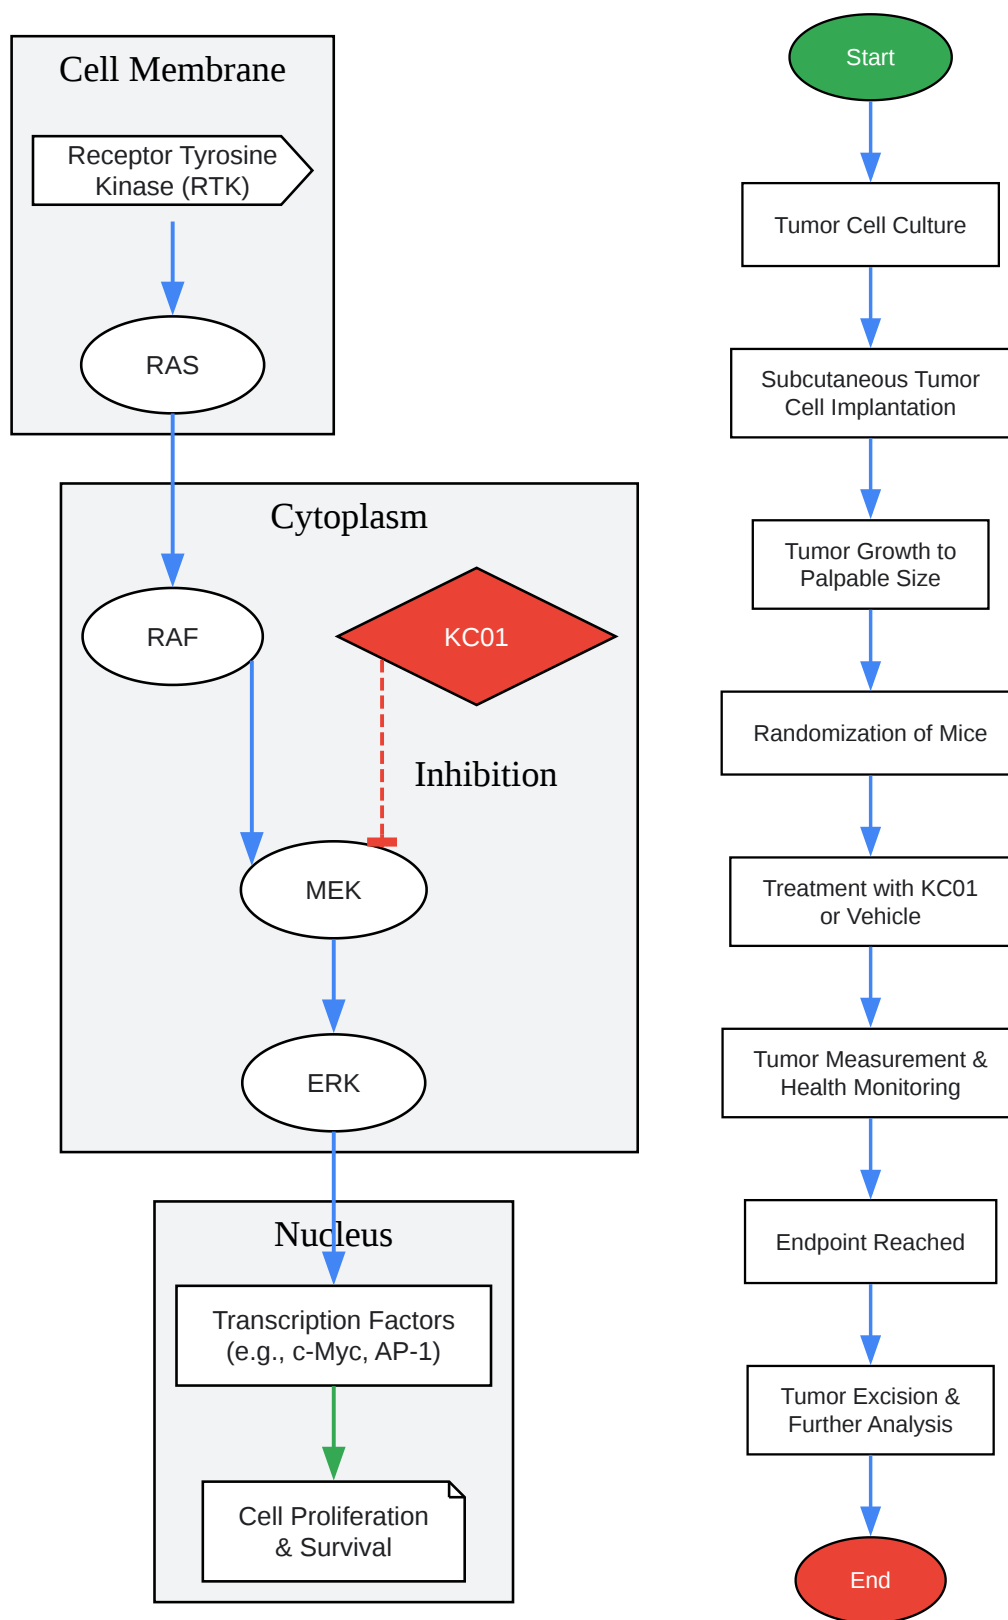 Cell Membrane
Receptor Tyrosine
Kinase (RTK)
RAS
Cytoplasm
RAF
KC01
Inhibition
MEK
ERK
Nucleus
Transcription Factors
(e.g., c-Myc, AP-1)
Cell Proliferation
& Survival
Start
Tumor Cell Culture
Subcutaneous Tumor
Cell Implantation
Tumor Growth to
Palpable Size
Randomization of Mice
Treatment with KC01
or Vehicle
Tumor Measurement &
Health Monitoring
Endpoint Reached
Tumor Excision &
Further Analysis
End